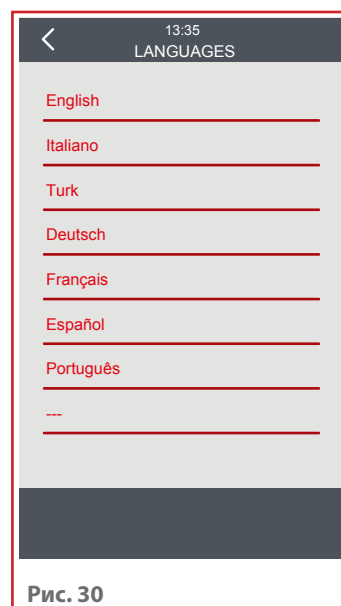 13:35
LANGUAGES
English
Italiano
Turk
Deutsch
Français
Español
Português
---
Рис. 30